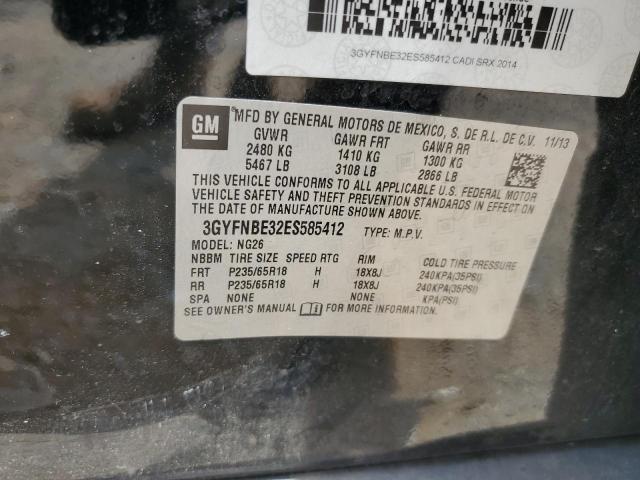 3GYFNBE32ES585412 CADI SRX 2014
GM
MFD BY GENERAL MOTORS DE MEXICO, S. DE R.L. DE C.V. 11/13
GVWR GAWR FRT GAWR RR
2480 KG 1410 KG 1300 KG
5467 LB 3108 LB 2866 LB
THIS VEHICLE CONFORMS TO ALL APPLICABLE U.S. FEDERAL MOTOR
VEHICLE SAFETY AND THEFT PREVENTION STANDARDS IN EFFECT ON
THE DATE OF MANUFACTURE SHOWN ABOVE.
3GYFNBE32ES585412 TYPE: M.P.V.
MODEL: NG26
NBBM TIRE SIZE SPEED RTG RIM COLD TIRE PRESSURE
FRT P235/65R18 H 18X8J 240KPA(35PSI)
RR P235/65R18 H 18X8J 240KPA(35PSI)
SPA NONE NONE KPA(PSI)
SEE OWNER'S MANUAL FOR MORE INFORMATION.